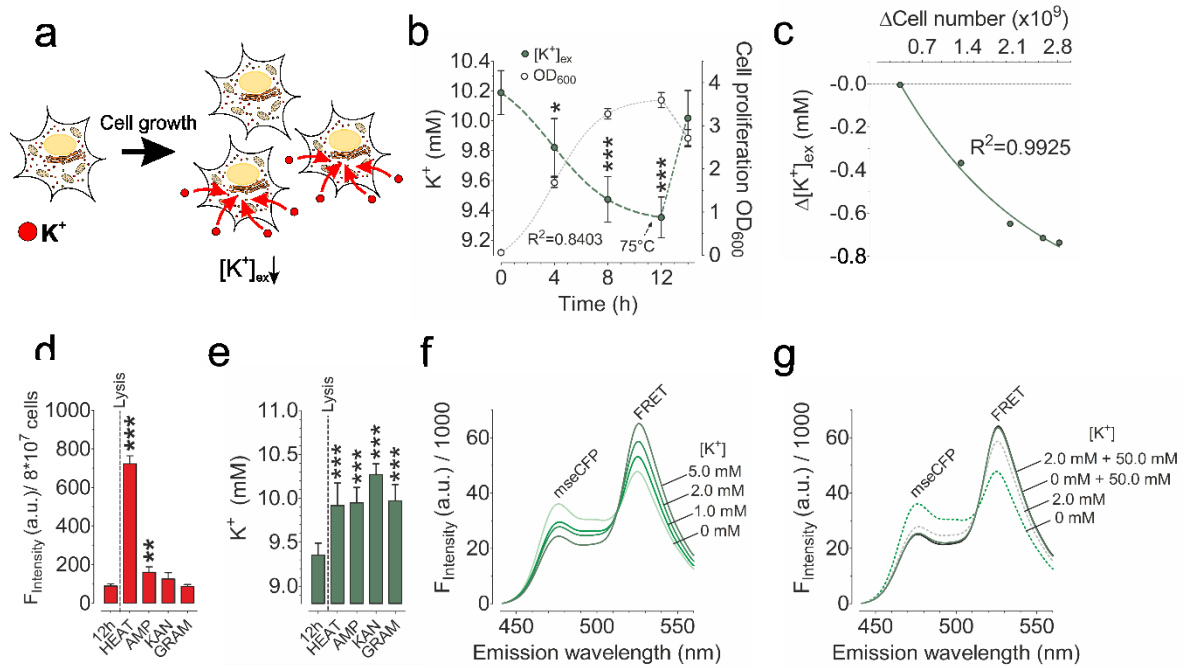 a
Cell growth
K⁺
[K⁺]ex↓
b
[K⁺]ex
OD600
K⁺ (mM)
10.4
10.2
10.0
9.8
9.6
9.4
9.2
*
***
***
R²=0.8403
75°C
Cell proliferation OD600
4
3
2
1
0
0 4 8 12
Time (h)
c
ΔCell number (x10⁹)
0.7 1.4 2.1 2.8
Δ[K⁺]ex (mM)
-0.0
-0.2
-0.4
-0.6
-0.8
R²=0.9925
d
FIntensity (a.u.)/ 8*10⁷ cells
1000
800
600
400
200
100
0
Lysis
***
**
12h
HEAT
AMP
KAN
GRAM
e
K⁺ (mM)
11.0
10.5
10.0
9.5
9.0
Lysis
***
***
***
***
12h
HEAT
AMP
KAN
GRAM
f
FIntensity (a.u.) / 1000
80
60
40
20
0
mseCFP
FRET
[K⁺]
5.0 mM
2.0 mM
1.0 mM
0 mM
450 500 550
Emission wavelength (nm)
g
FIntensity (a.u.) / 1000
80
60
40
20
0
mseCFP
FRET
[K⁺]
2.0 mM + 50.0 mM
0 mM + 50.0 mM
2.0 mM
0 mM
450 500 550
Emission wavelength (nm)